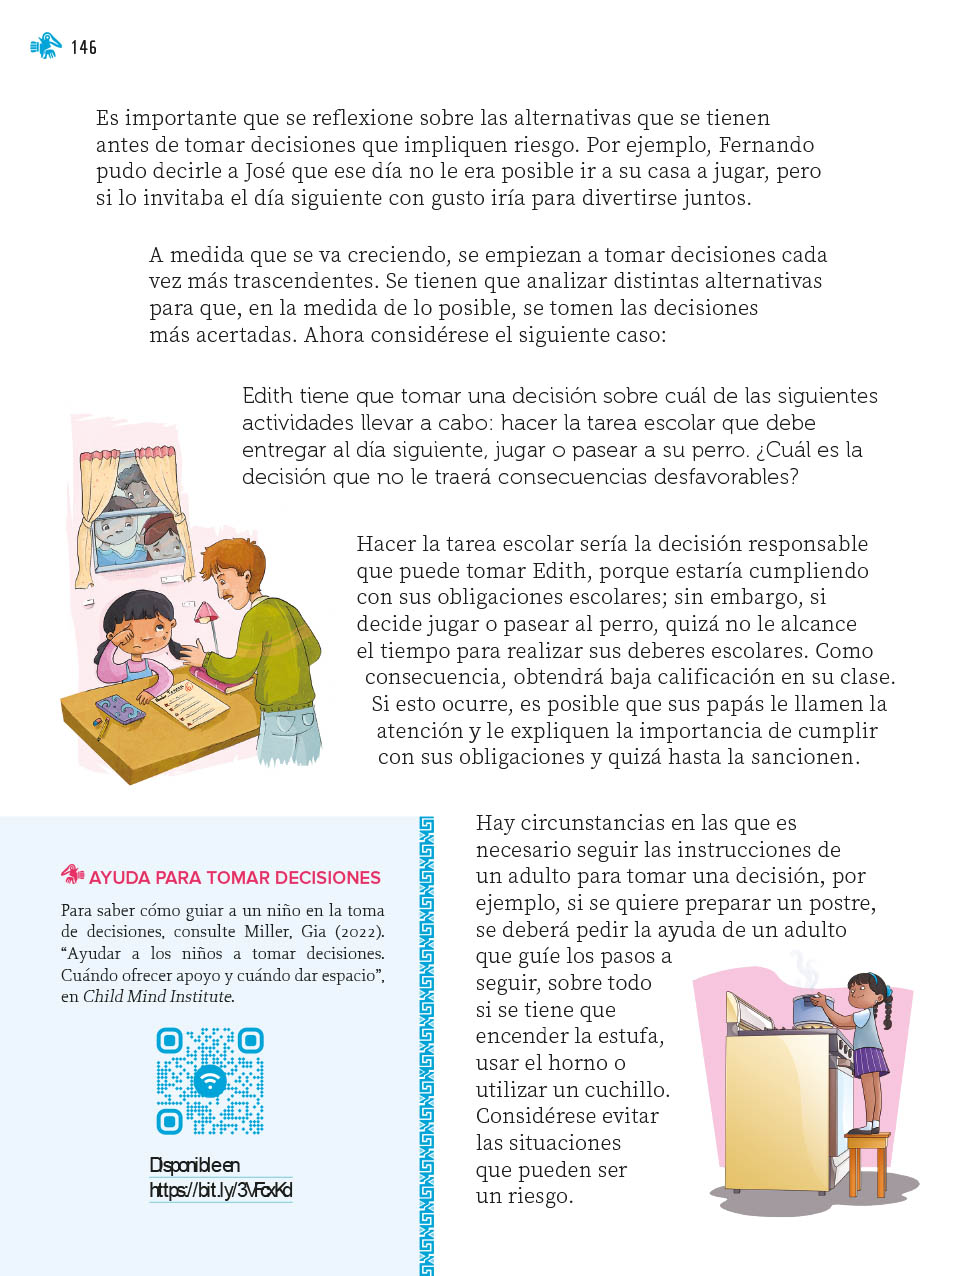 146
Es importante que se reflexione sobre las alternativas que se tienen
antes de tomar decisiones que impliquen riesgo. Por ejemplo, Fernando
pudo decirle a José que ese día no le era posible ir a su casa a jugar, pero
si lo invitaba el día siguiente con gusto iría para divertirse juntos.
A medida que se va creciendo, se empiezan a tomar decisiones cada
vez más trascendentes. Se tienen que analizar distintas alternativas
para que, en la medida de lo posible, se tomen las decisiones
más acertadas. Ahora considérese el siguiente caso:
Edith tiene que tomar una decisión sobre cuál de las siguientes
actividades llevar a cabo: hacer la tarea escolar que debe
entregar al día siguiente, jugar o pasear a su perro. ¿Cuál es la
decisión que no le traerá consecuencias desfavorables?
Hacer la tarea escolar sería la decisión responsable
que puede tomar Edith, porque estaría cumpliendo
con sus obligaciones escolares; sin embargo, si
decide jugar o pasear al perro, quizá no le alcance
el tiempo para realizar sus deberes escolares. Como
consecuencia, obtendrá baja calificación en su clase.
Si esto ocurre, es posible que sus papás le llamen la
atención y le expliquen la importancia de cumplir
con sus obligaciones y quizá hasta la sancionen.
Hay circunstancias en las que es
necesario seguir las instrucciones de
un adulto para tomar una decisión, por
ejemplo, si se quiere preparar un postre,
se deberá pedir la ayuda de un adulto
que guíe los pasos a
seguir, sobre todo
si se tiene que
encender la estufa,
usar el horno o
utilizar un cuchillo.
Considérese evitar
las situaciones
que pueden ser
un riesgo.
AYUDA PARA TOMAR DECISIONES
Para saber cómo guiar a un niño en la toma
de decisiones, consulte Miller, Gia (2022).
“Ayudar a los niños a tomar decisiones.
Cuándo ofrecer apoyo y cuándo dar espacio”,
en Child Mind Institute.
Disponible en
https://bit.ly/3VFcxKd